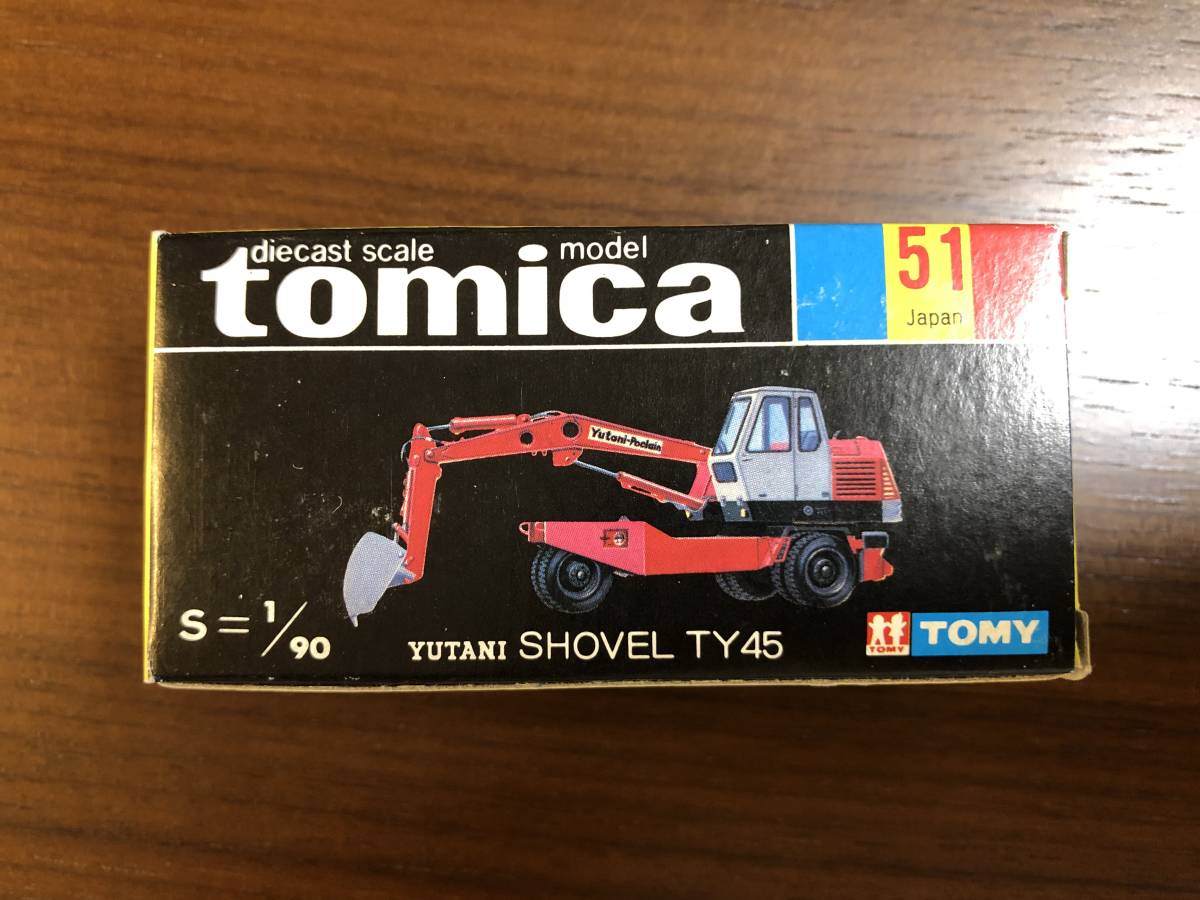 diecast scale model
tomica
51
Japan
Yutani-Poclain
S=1/90
YUTANI SHOVEL TY45
TOMY
TOMY